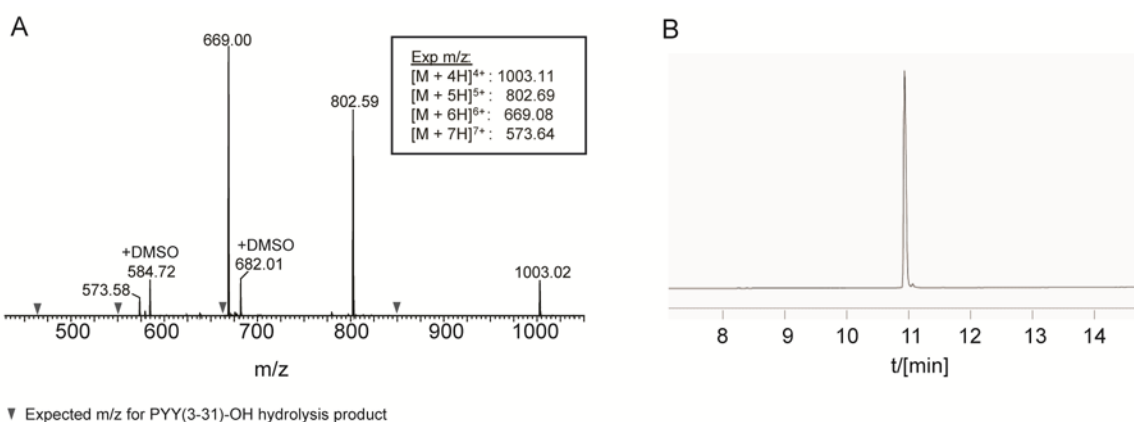 A
669.00
Exp m/z:
[M + 4H]4+ : 1003.11
[M + 5H]5+ : 802.69
[M + 6H]6+ : 669.08
[M + 7H]7+ : 573.64
802.59
+DMSO
584.72
+DMSO
682.01
573.58
1003.02
500 600 700 800 900 1000
m/z
▼ Expected m/z for PYY(3-31)-OH hydrolysis product
B
8 9 10 11 12 13 14
t/[min]